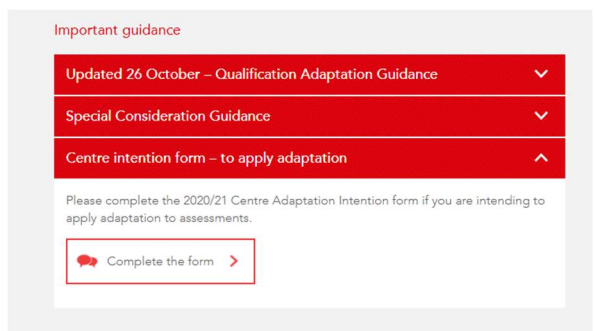 Important guidance
Updated 26 October – Qualification Adaptation Guidance
Special Consideration Guidance
Centre intention form – to apply adaptation
Please complete the 2020/21 Centre Adaptation Intention form if you are intending to
apply adaptation to assessments.
Complete the form